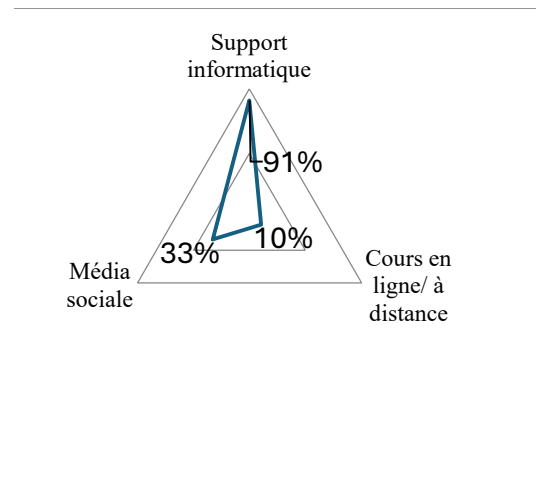 Support
informatique
91%
10%
33%
Cours en
ligne/ à
distance
Média
sociale